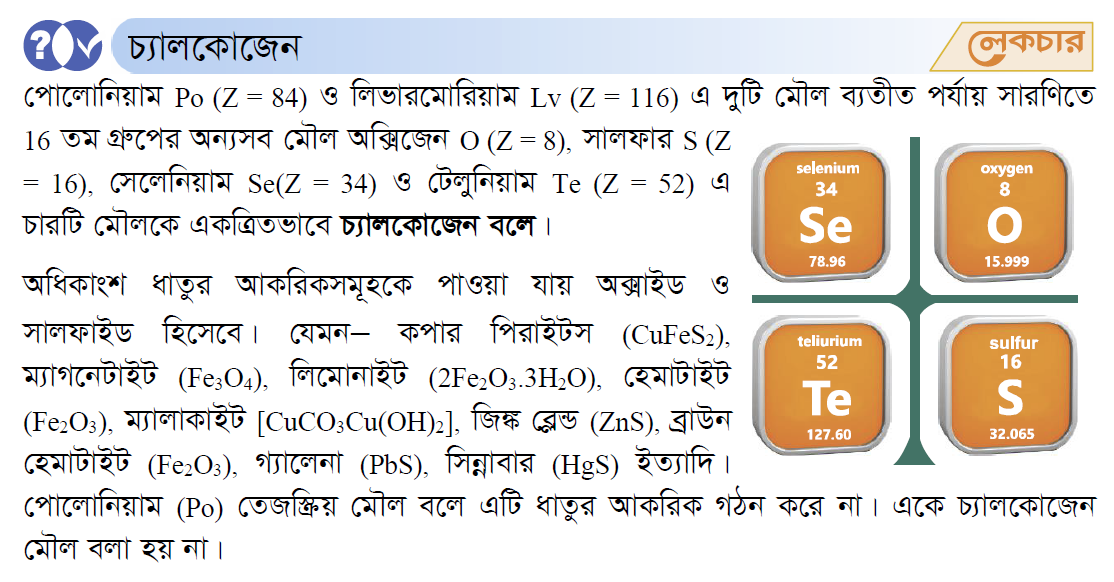 চ্যালকোজেন
লেকচার
পোলোনিয়াম Po (Z = 84) ও লিভারমোরিয়াম Lv (Z = 116) এ দুটি মৌল ব্যতীত পর্যায় সারণিতে
16 তম গ্রুপের অন্যসব মৌল অক্সিজেন O (Z = 8), সালফার S (Z
= 16), সেলেনিয়াম Se(Z = 34) ও টেলুনিয়াম Te (Z = 52) এ
চারটি মৌলকে একত্রিতভাবে চ্যালকোজেন বলে।
অধিকাংশ ধাতুর আকরিকসমূহকে পাওয়া যায় অক্সাইড ও
সালফাইড হিসেবে। যেমন– কপার পিরাইটস (CuFeS₂),
ম্যাগনেটাইট (Fe₃O₄), লিমোনাইট (2Fe₂O₃.3H₂O), হেমাটাইট
(Fe₂O₃), ম্যালাকাইট [CuCO₃Cu(OH)₂], জিঙ্ক ব্লেন্ড (ZnS), ব্রাউন
হেমাটাইট (Fe₂O₃), গ্যালেনা (PbS), সিন্নাবার (HgS) ইত্যাদি।
পোলোনিয়াম (Po) তেজস্ক্রিয় মৌল বলে এটি ধাতুর আকরিক গঠন করে না। একে চ্যালকোজেন
মৌল বলা হয় না।
selenium
34
Se
78.96
oxygen
8
O
15.999
tellurium
52
Te
127.60
sulfur
16
S
32.065